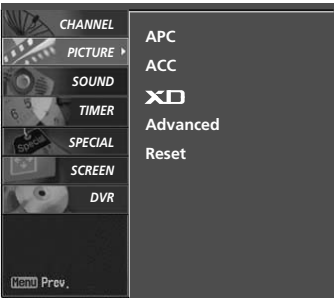 CHANNEL
PICTURE
SOUND
TIMER
SPECIAL
SCREEN
DVR
Menu Prev.
APC
ACC
XD
Advanced
Reset